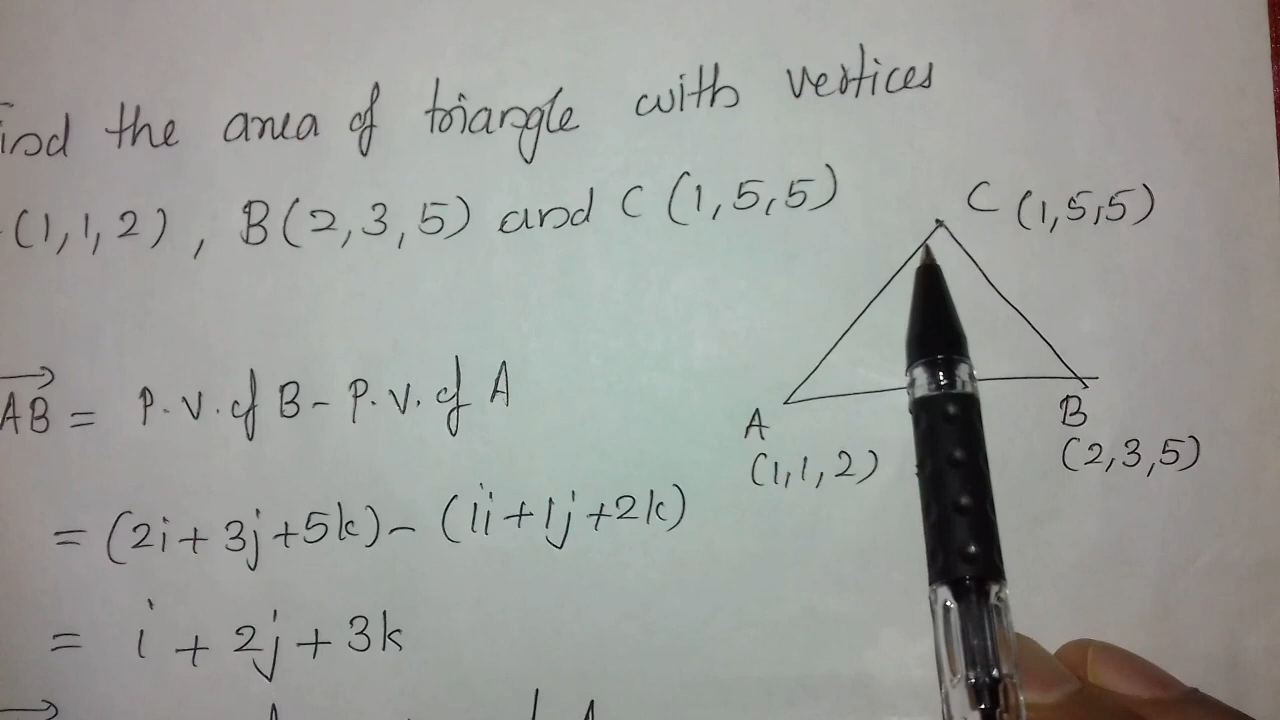 find the area of triangle with vertices
(1,1,2), B(2,3,5) and C(1,5,5)
C (1,5,5)
A
(1,1,2)
B
(2,3,5)
AB = P.V. of B - P.V. of A
= (2i + 3j + 5k) - (1i + 1j + 2k)
= i + 2j + 3k